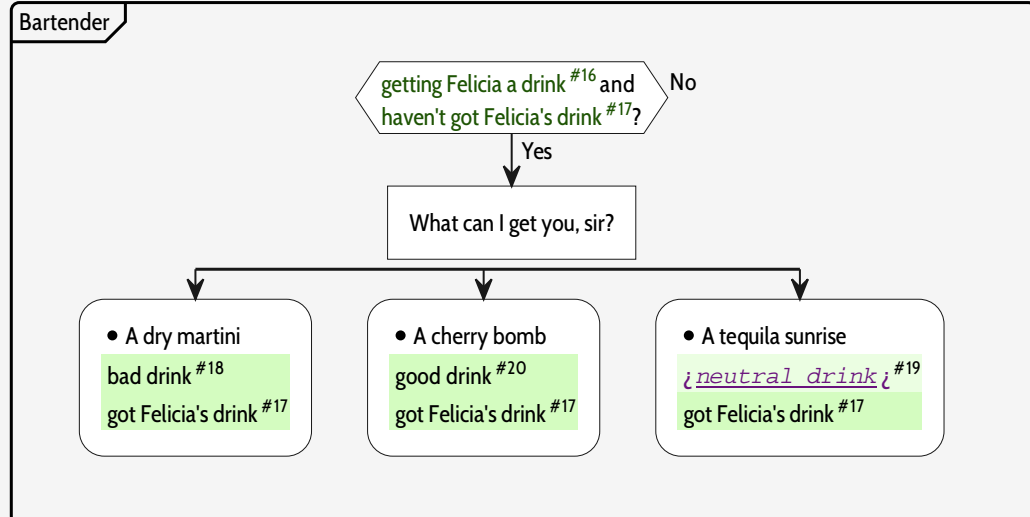 Bartender
getting Felicia a drink #16 and
haven't got Felicia's drink #17?
No
Yes
What can I get you, sir?
• A dry martini
bad drink #18
got Felicia's drink #17
• A cherry bomb
good drink #20
got Felicia's drink #17
• A tequila sunrise
¿neutral drink¿ #19
got Felicia's drink #17